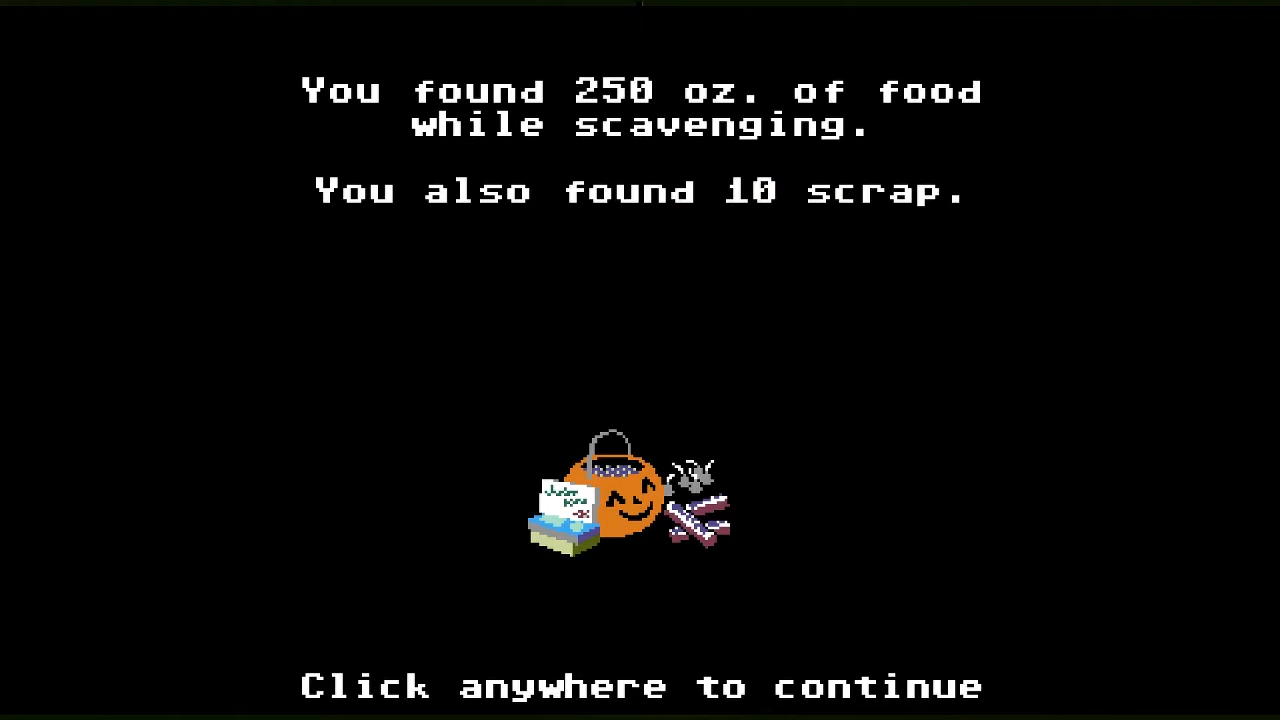 You found 250 oz. of food
while scavenging.
You also found 10 scrap.
Click anywhere to continue